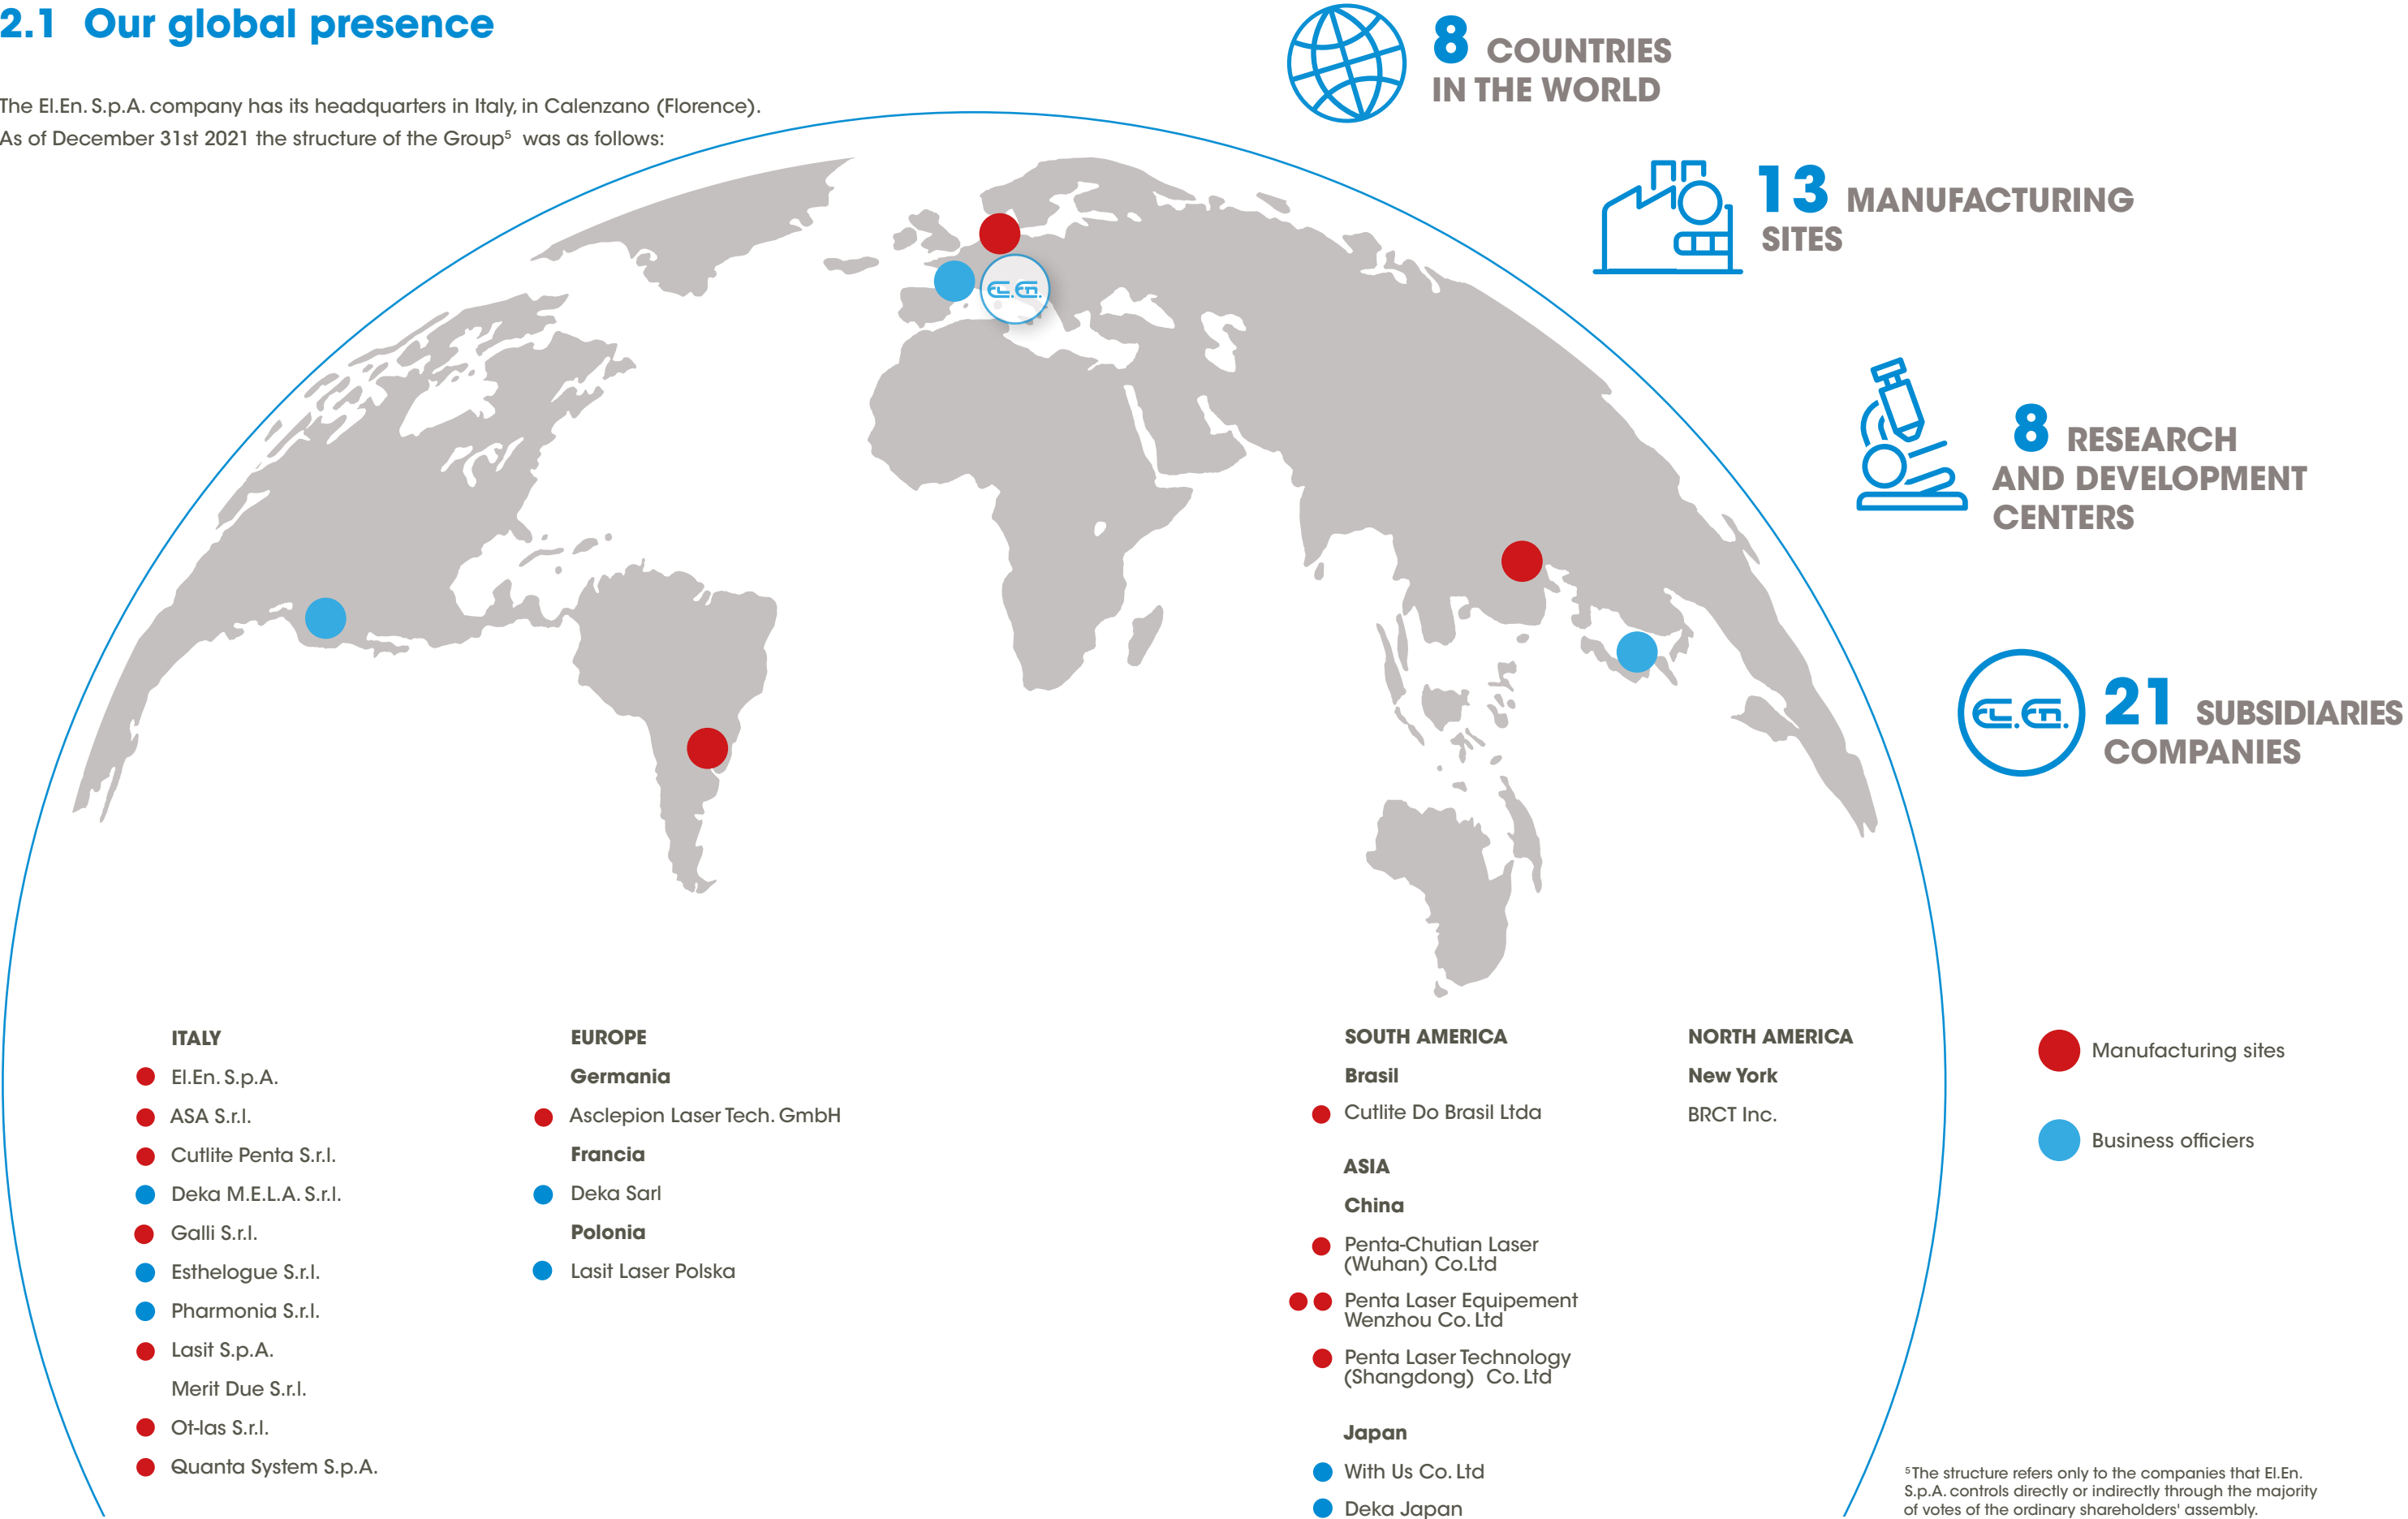 2.1 Our global presence
The El.En. S.p.A. company has its headquarters in Italy, in Calenzano (Florence).
As of December 31st 2021 the structure of the Group⁵ was as follows:
8 COUNTRIES
IN THE WORLD
13 MANUFACTURING
SITES
8 RESEARCH
AND DEVELOPMENT
CENTERS
El.En.
El.En.
21 SUBSIDIARIES
COMPANIES
ITALY
El.En. S.p.A.
ASA S.r.l.
Cutlite Penta S.r.l.
Deka M.E.L.A. S.r.l.
Galli S.r.l.
Esthelogue S.r.l.
Pharmonia S.r.l.
Lasit S.p.A.
Merit Due S.r.l.
Ot-las S.r.l.
Quanta System S.p.A.
EUROPE
Germania
Asclepion Laser Tech. GmbH
Francia
Deka Sarl
Polonia
Lasit Laser Polska
SOUTH AMERICA
Brasil
Cutlite Do Brasil Ltda
ASIA
China
Penta-Chutian Laser
(Wuhan) Co.Ltd
Penta Laser Equipement
Wenzhou Co. Ltd
Penta Laser Technology
(Shangdong) Co. Ltd
Japan
With Us Co. Ltd
Deka Japan
NORTH AMERICA
New York
BRCT Inc.
Manufacturing sites
Business officiers
⁵The structure refers only to the companies that El.En.
S.p.A. controls directly or indirectly through the majority
of votes of the ordinary shareholders' assembly.